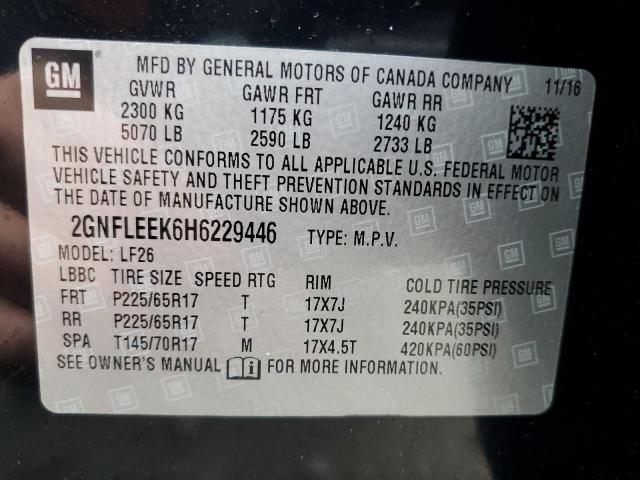 GM
MFD BY GENERAL MOTORS OF CANADA COMPANY 11/16
GVWR GAWR FRT GAWR RR
2300 KG 1175 KG 1240 KG
5070 LB 2590 LB 2733 LB
THIS VEHICLE CONFORMS TO ALL APPLICABLE U.S. FEDERAL MOTOR
VEHICLE SAFETY AND THEFT PREVENTION STANDARDS IN EFFECT ON
THE DATE OF MANUFACTURE SHOWN ABOVE.
2GNFLEEK6H6229446 TYPE: M.P.V.
MODEL: LF26
LBBC TIRE SIZE SPEED RTG RIM COLD TIRE PRESSURE
FRT P225/65R17 T 17X7J 240KPA(35PSI)
RR P225/65R17 T 17X7J 240KPA(35PSI)
SPA T145/70R17 M 17X4.5T 420KPA(60PSI)
SEE OWNER'S MANUAL FOR MORE INFORMATION.